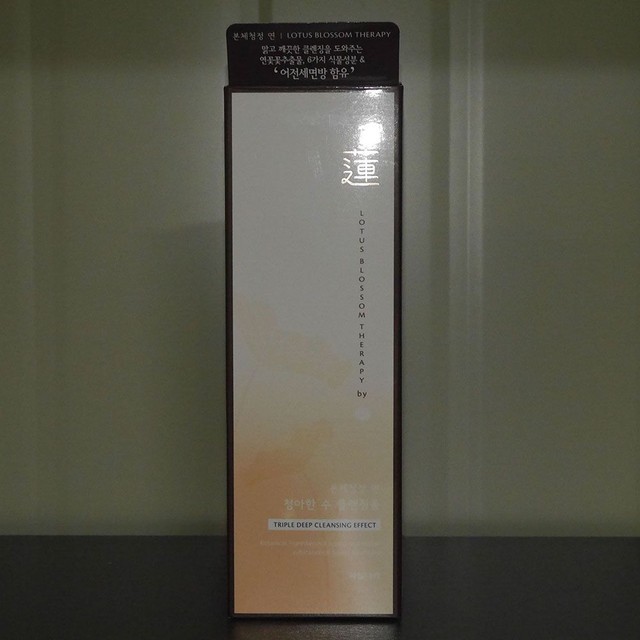 본체청정 연 | LOTUS BLOSSOM THERAPY
맑고 깨끗한 클렌징을 도와주는
연꽃꽃추출물, 6가지 식물성분 &
‘어전세면방 함유’
蓮
LOTUS BLOSSOM THERAPY by
청아한 수
TRIPLE DEEP CLEANSING EFFECT